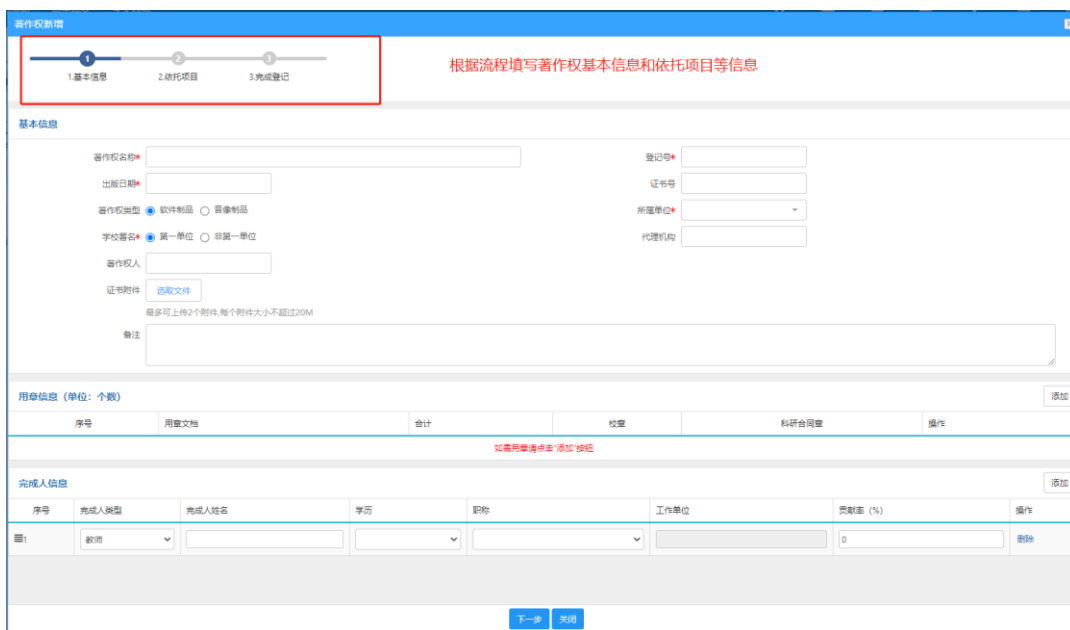 著作权新增
1 2 3
1.基本信息 2.依托项目 3.完成登记
根据流程填写著作权基本信息和依托项目等信息
基本信息
著作权名称* 登记号*
出版日期* 证书号
著作权类型 软件制品 音像制品 所属单位*
学校署名* 第一单位 非第一单位 代理机构
著作权人
证书附件 选取文件
最多可上传2个附件,每个附件大小不超过20M
备注
用章信息（单位：个数） 添加
序号 用章文档 合计 校章 科研合同章 操作
如需用章请点击"添加"按钮
完成人信息 添加
序号 完成人类型 完成人姓名 学历 职称 工作单位 贡献率（%） 操作
1 教师 0 删除
下一步 关闭